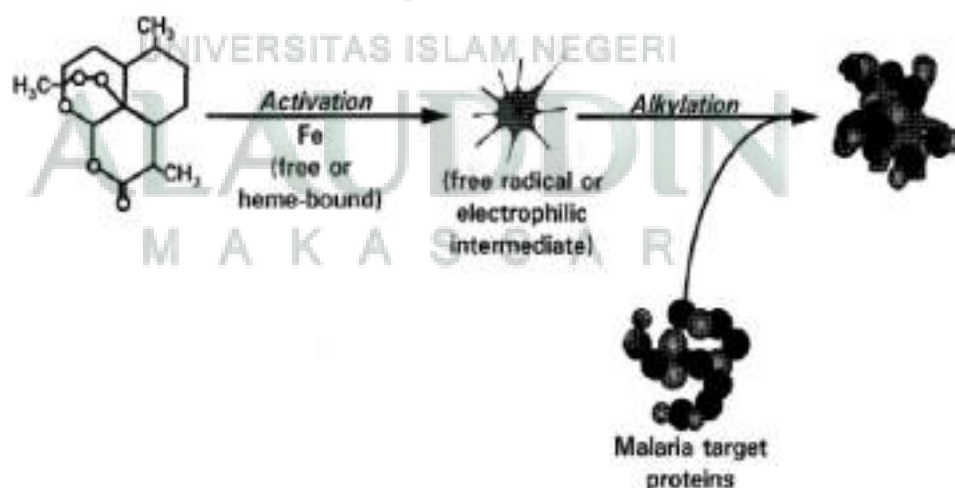 UNIVERSITAS ISLAM NEGERI
ALAUDDIN
MAKASSAR
CH₃
H₃C
O
O
O
O
O
CH₃
Activation
Fe
(free or
heme-bound)
(free radical or
electrophilic
intermediate)
Alkylation
Malaria target
proteins